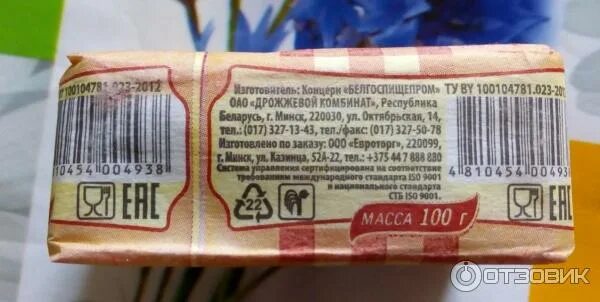 ТУ BY 100104781.023-2012
10454 004938
EAC
Изготовитель: Концерн «БЕЛГОСПИЩЕПРОМ»
ОАО «ДРОЖЖЕВОЙ КОМБИНАТ», Республика
Беларусь, г. Минск, 220030, ул. Октябрьская, 14,
тел.: (017) 327-13-43, тел./факс: (017) 327-50-78
Изготовлено по заказу: ООО «Евроторг», 220099,
г. Минск, ул. Казинца, 52А-22, тел.: +375 44 7 888 880
Система управления сертифицирована на соответствие
требованиям международного стандарта ISO 9001
и национального стандарта
СТБ ISO 9001.
22
МАССА 100 г
ТУ BY 100104781.023-2012
4 810454 004938
ОТЗОВИК